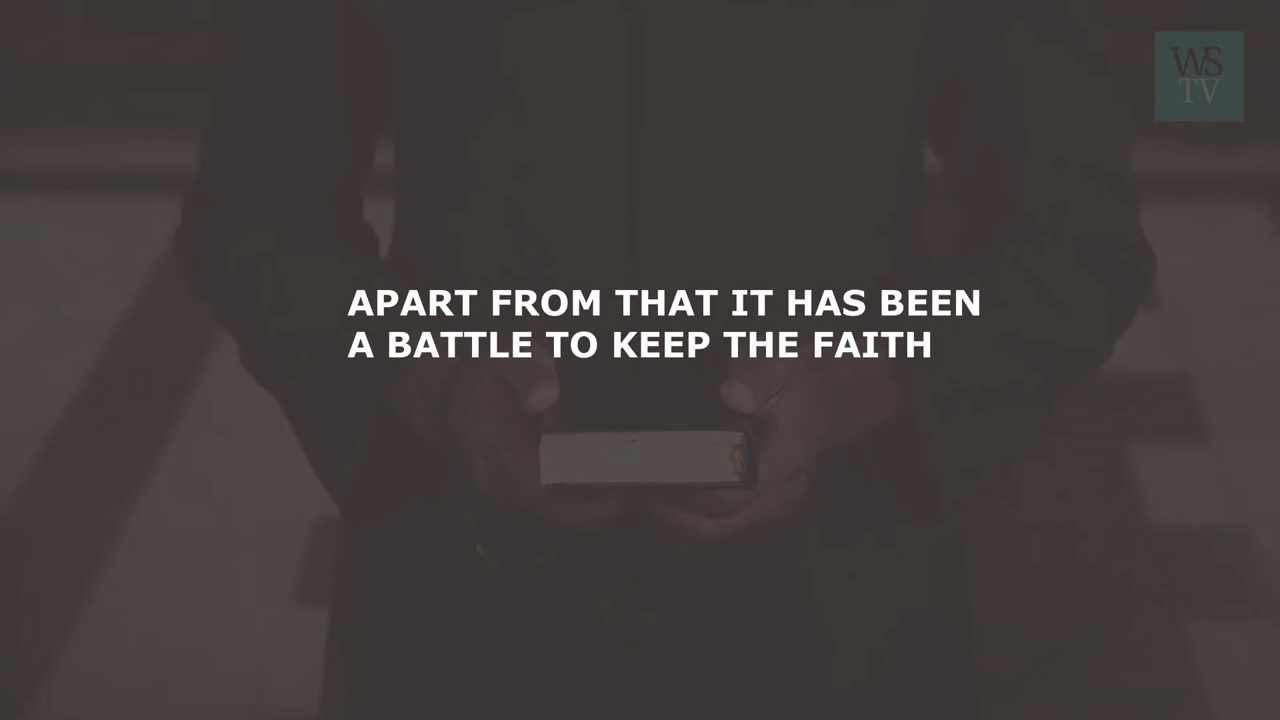 WS
TV
APART FROM THAT IT HAS BEEN
A BATTLE TO KEEP THE FAITH